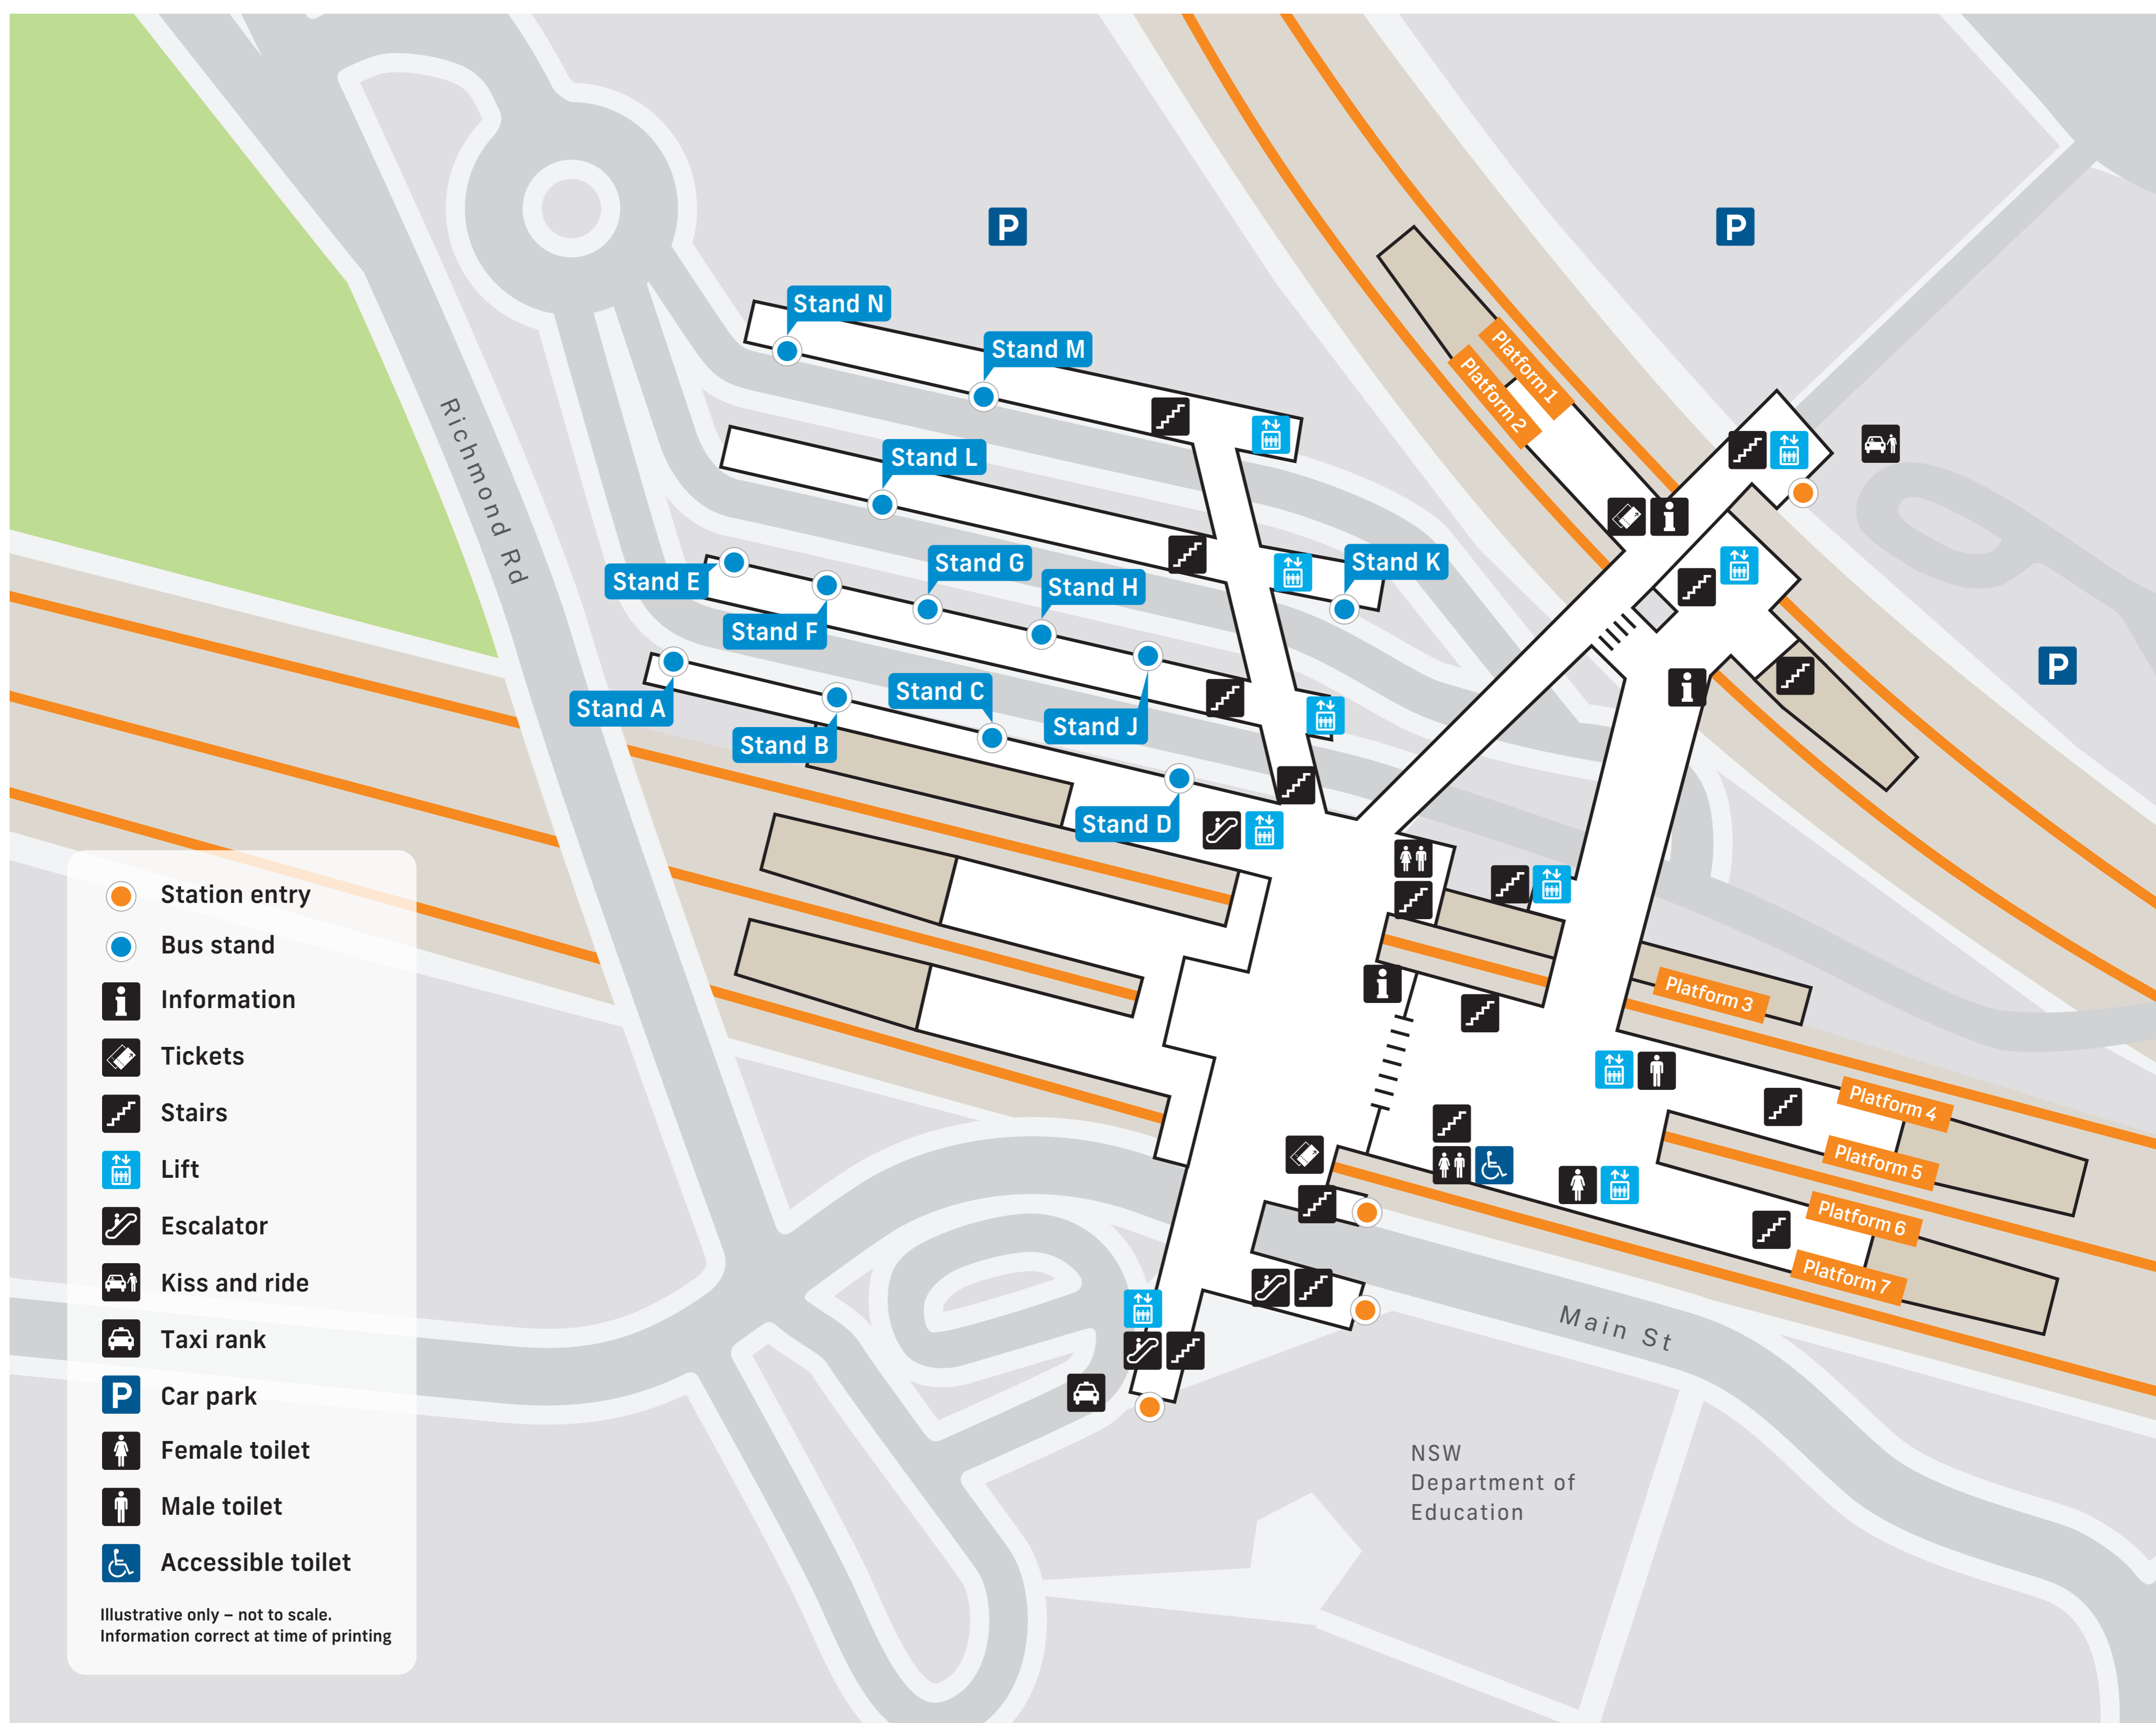 P
P
Stand N
Stand M
Platform 1
Platform 2
Richmond Rd
Stand L
Stand G
Stand K
Stand E
Stand H
Stand F
P
Stand C
Stand A
Stand J
Stand B
Stand D
Platform 3
Platform 4
Platform 5
Platform 6
Platform 7
Main St
NSW
Department of
Education
Station entry
Bus stand
i Information
Tickets
Stairs
Lift
Escalator
Kiss and ride
Taxi rank
P Car park
Female toilet
Male toilet
Accessible toilet
Illustrative only – not to scale.
Information correct at time of printing